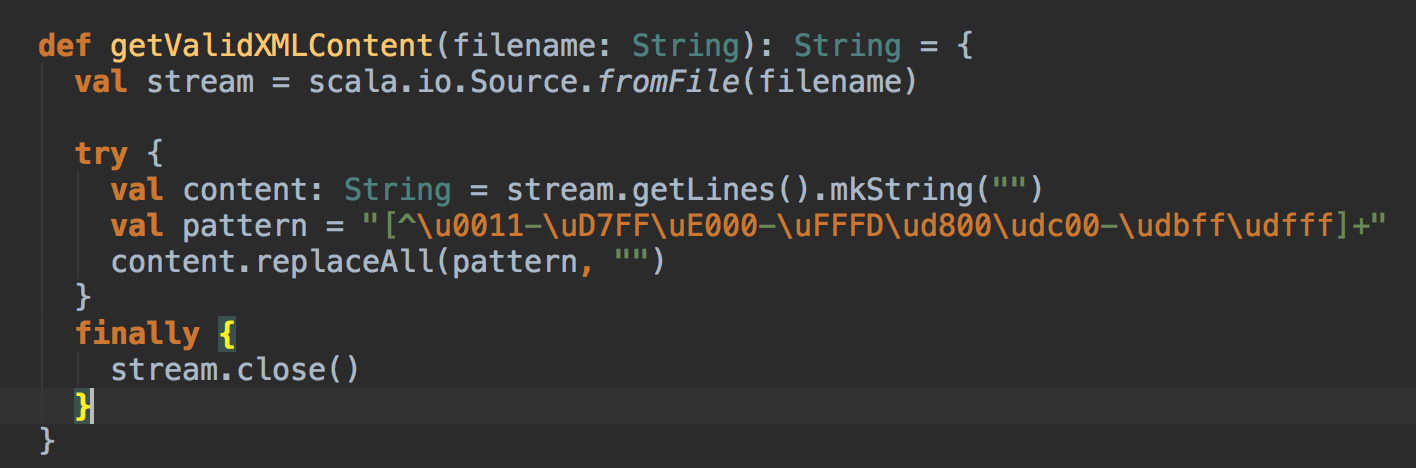 def getValidXMLContent(filename: String): String = {
  val stream = scala.io.Source.fromFile(filename)

  try {
    val content: String = stream.getLines().mkString("")
    val pattern = "[^\u0011-\uD7FF\uE000-\uFFFD\ud800\udc00-\udbff\udfff]+"
    content.replaceAll(pattern, "")
  }
  finally {
    stream.close()
  }
}